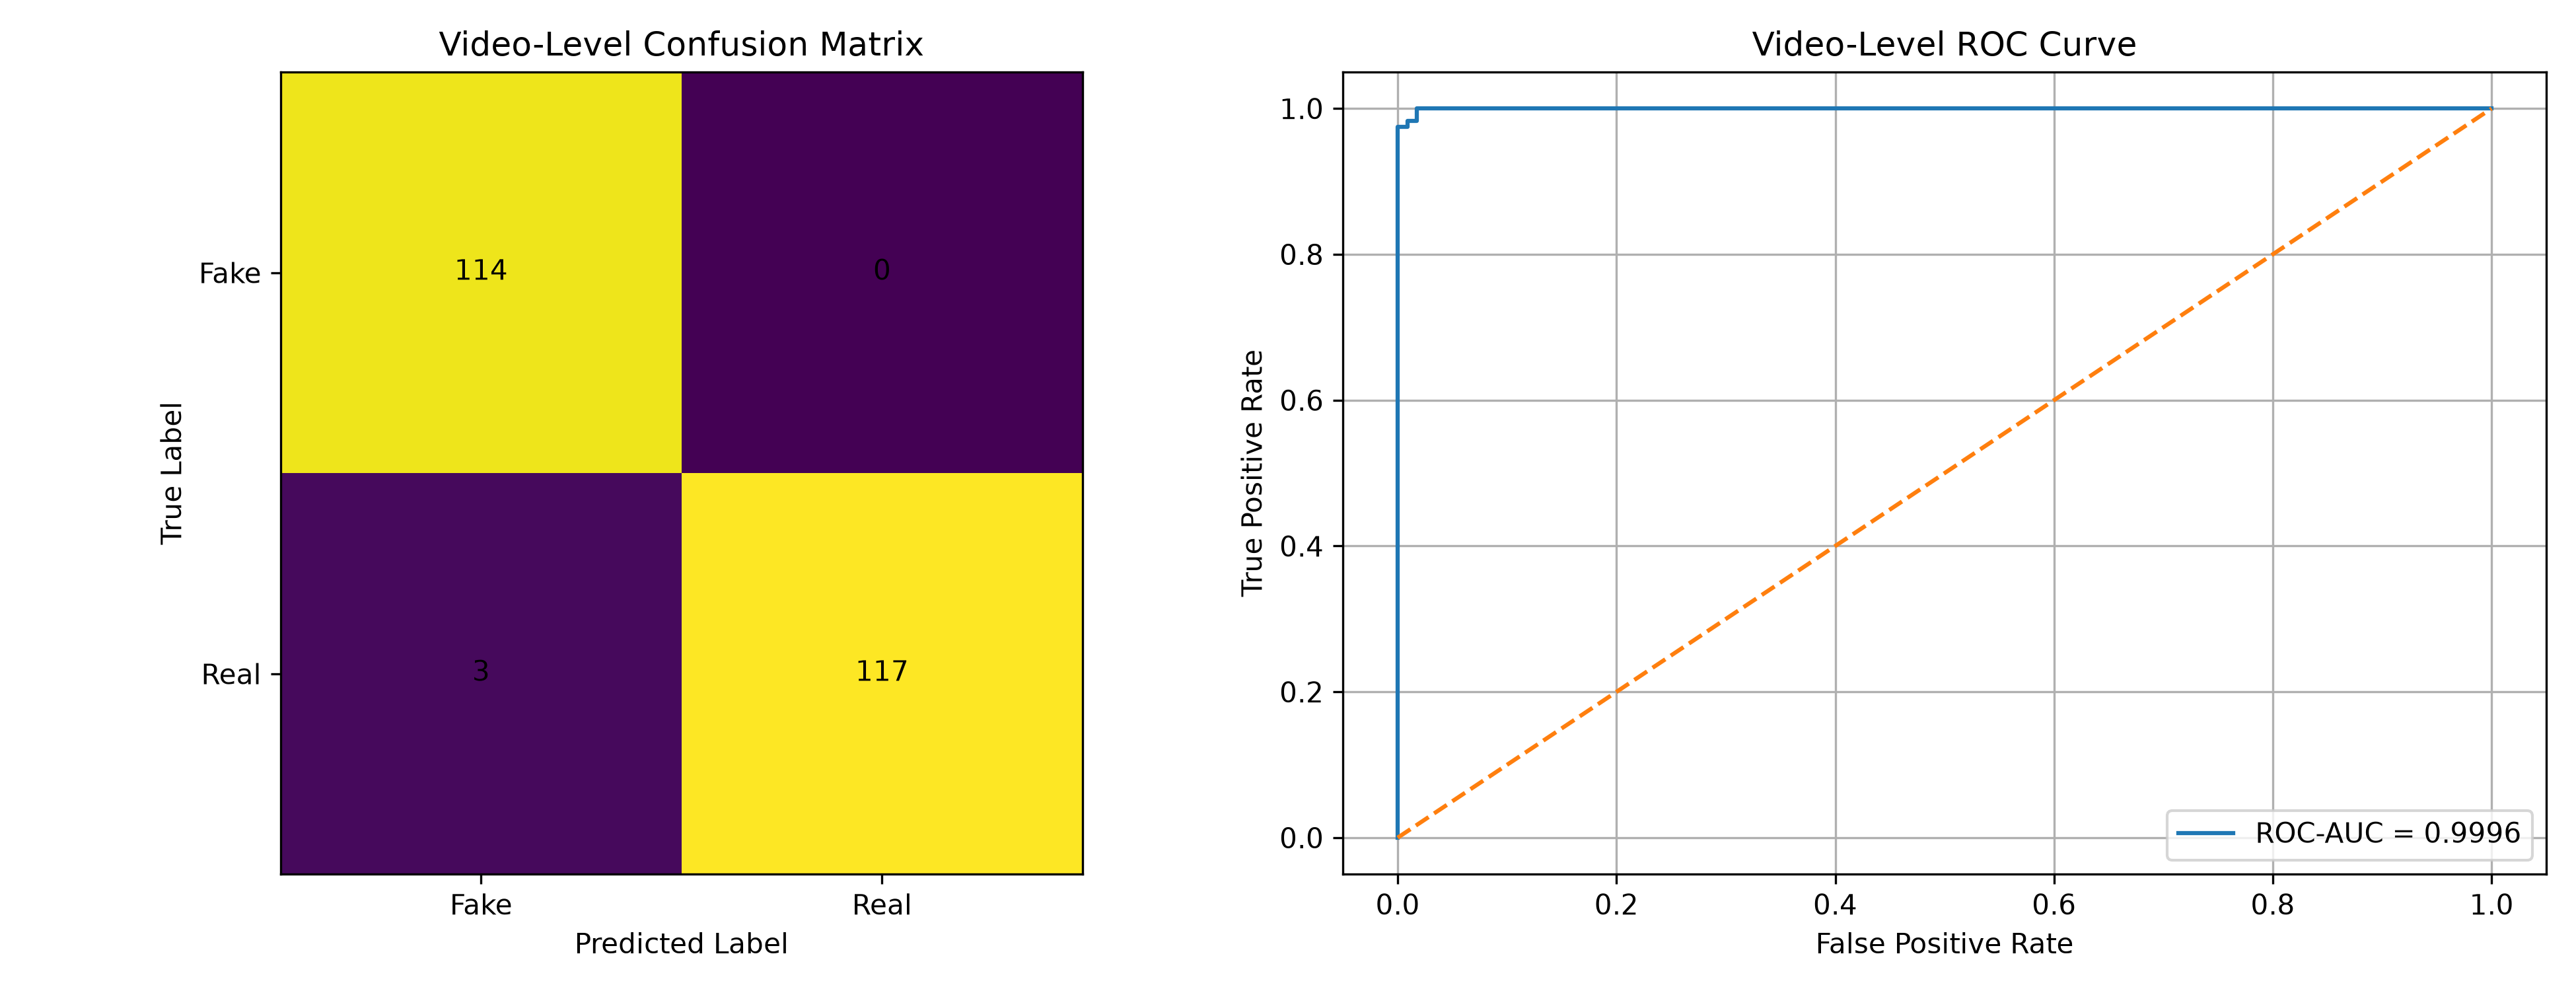 Video-Level Confusion Matrix
True Label
Fake
114
0
Real
3
117
Fake
Real
Predicted Label
Video-Level ROC Curve
True Positive Rate
1.0
0.8
0.6
0.4
0.2
0.0
ROC-AUC = 0.9996
0.0
0.2
0.4
0.6
0.8
1.0
False Positive Rate